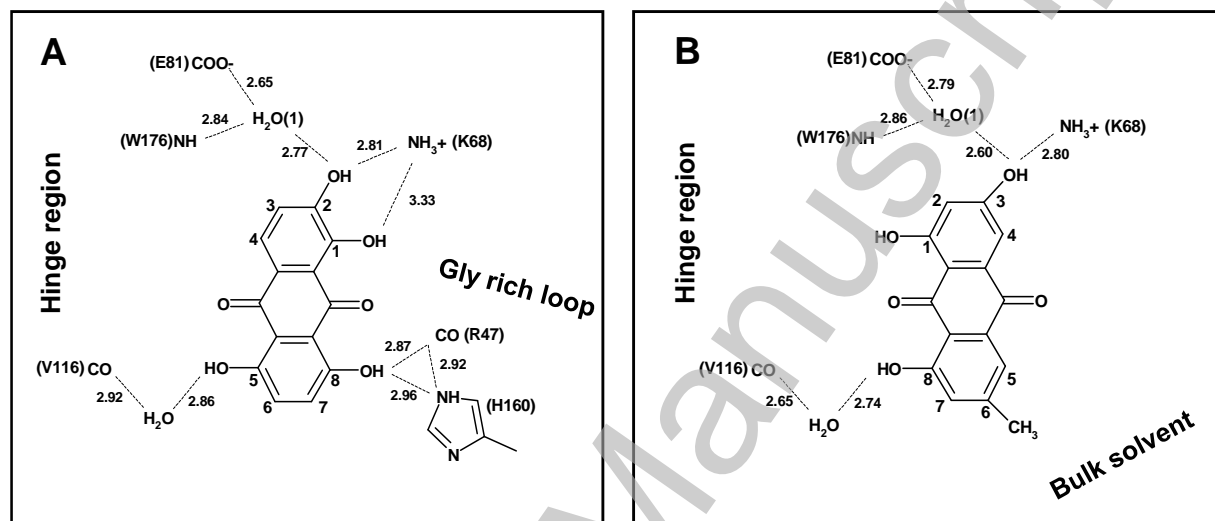 A
(E81)COO-
2.65
H2O(1)
2.84
(W176)NH
2.77
2.81
NH3+ (K68)
3.33
OH
3
2
4
1
OH
Hinge region
Gly rich loop
O
O
CO (R47)
2.87
2.92
(V116)CO
HO
5
8
OH
2.96
NH
(H160)
2.92
2.86
6
7
H2O
N
B
(E81)COO-
2.79
H2O(1)
2.86
(W176)NH
NH3+ (K68)
2.60
2.80
OH
2
3
HO
1
4
Hinge region
O
O
(V116)CO
HO
8
5
2.65
2.74
7
6
H2O
CH3
Bulk solvent
Manuscrip